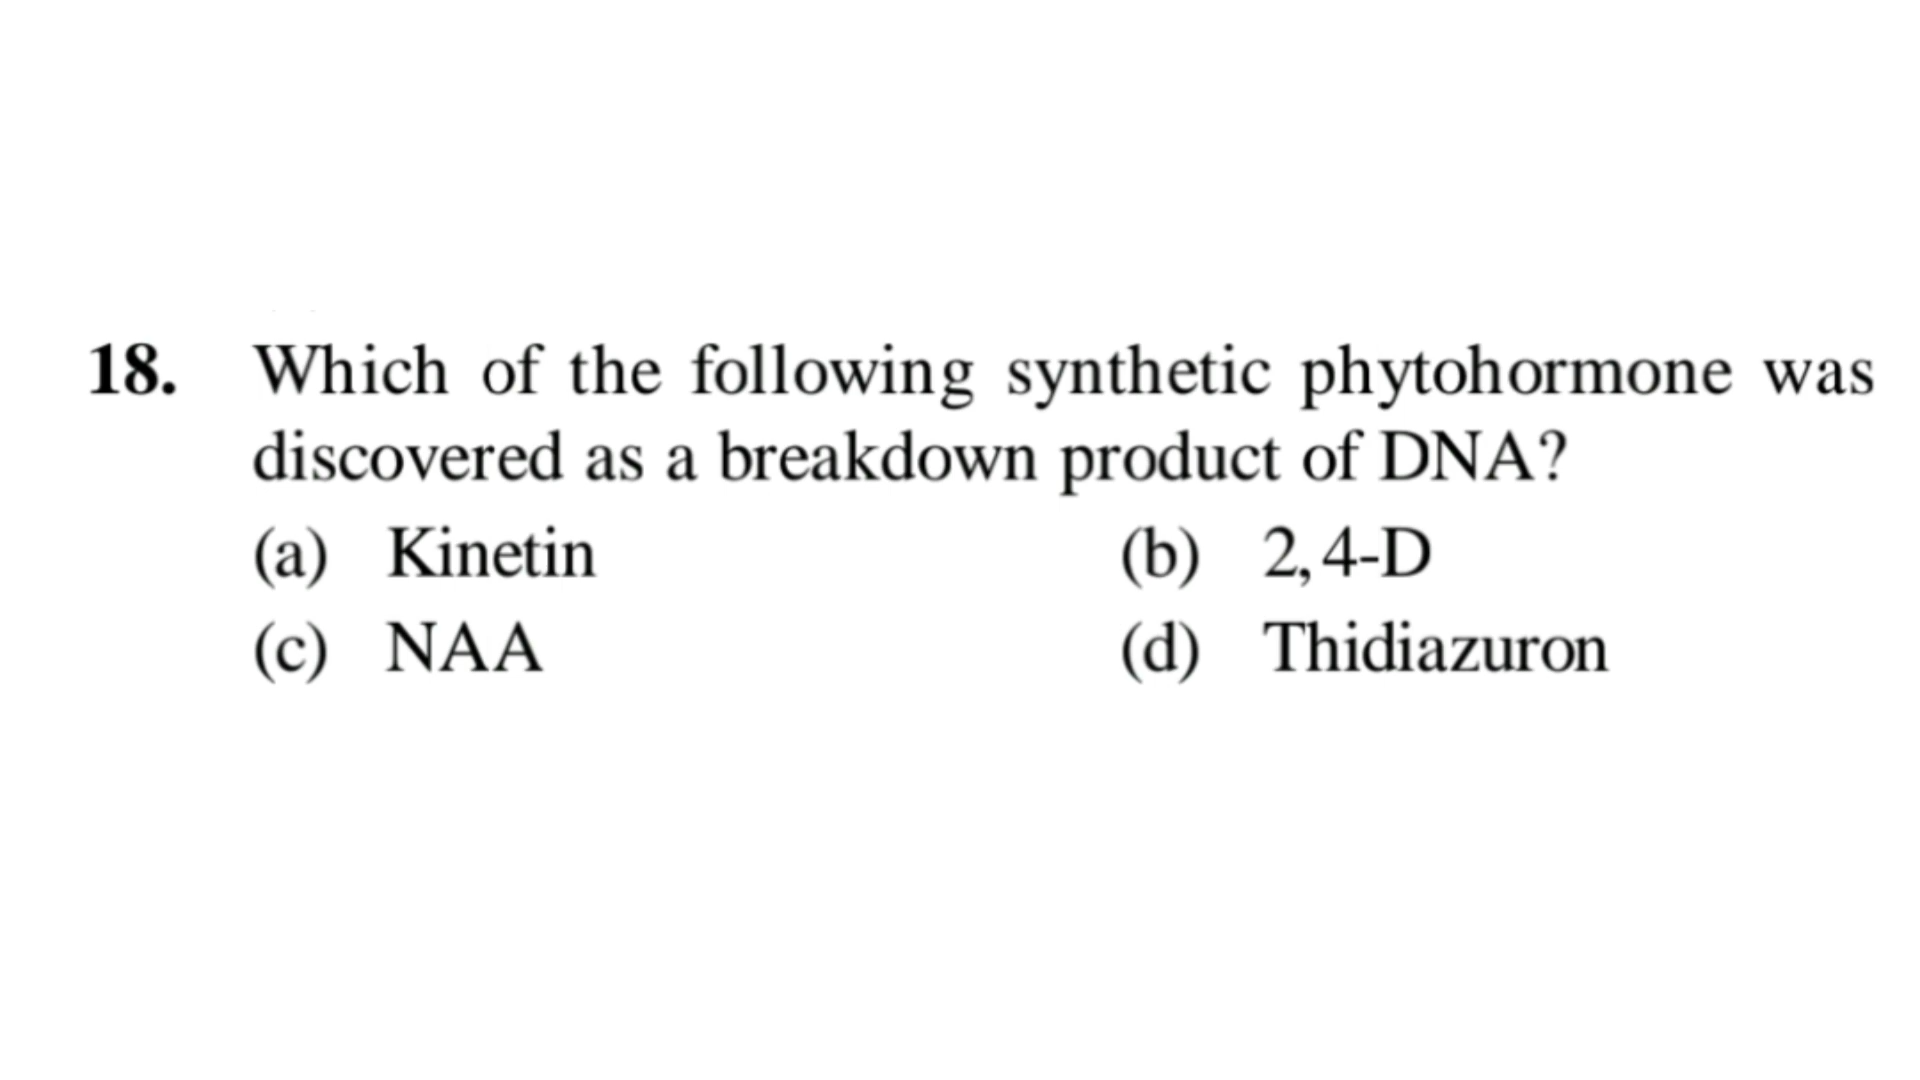 18. Which of the following synthetic phytohormone was
discovered as a breakdown product of DNA?
(a) Kinetin (b) 2,4-D
(c) NAA (d) Thidiazuron